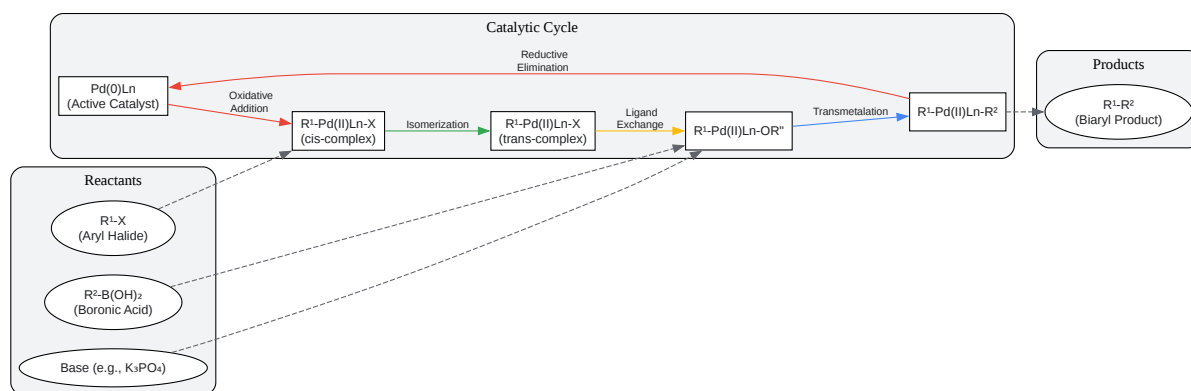 Catalytic Cycle
Reductive
Elimination
Products
Pd(0)Ln
(Active Catalyst)
Oxidative
Addition
R¹-Pd(II)Ln-X
(cis-complex)
Isomerization
R¹-Pd(II)Ln-X
(trans-complex)
Ligand
Exchange
R¹-Pd(II)Ln-OR"
Transmetalation
R¹-Pd(II)Ln-R²
R¹-R²
(Biaryl Product)
Reactants
R¹-X
(Aryl Halide)
R²-B(OH)₂
(Boronic Acid)
Base (e.g., K₃PO₄)